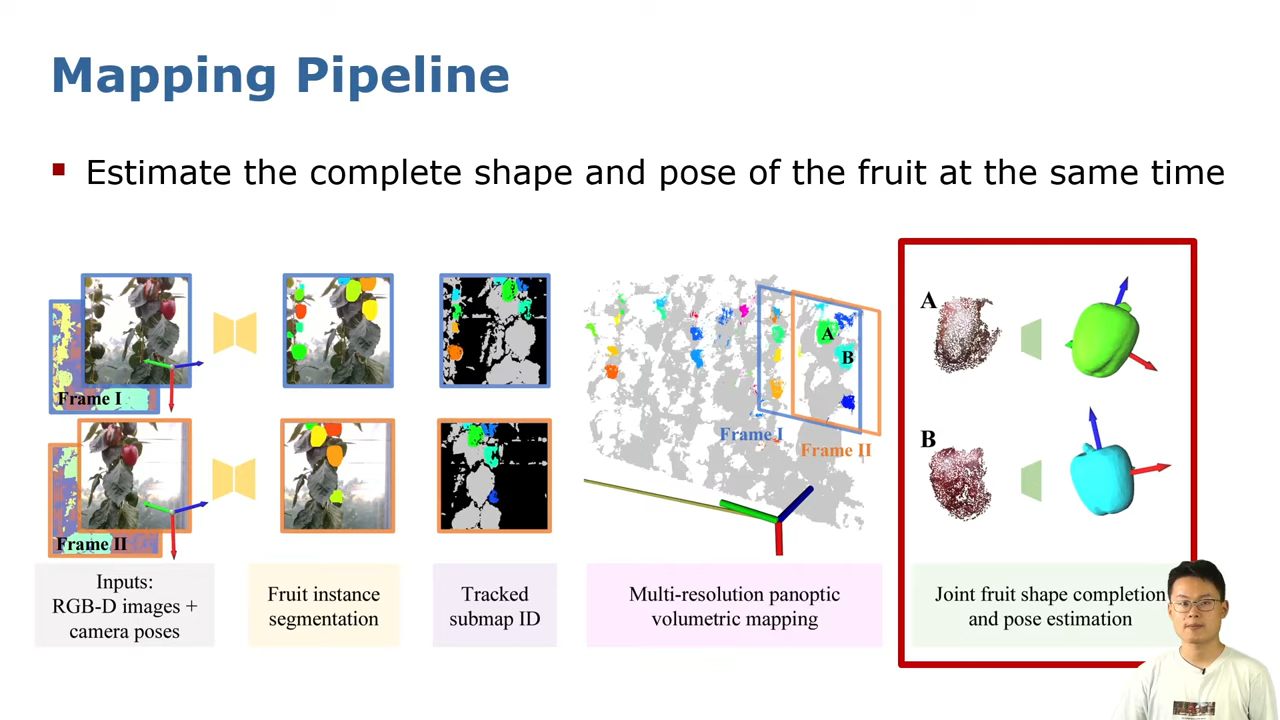 Mapping Pipeline
Estimate the complete shape and pose of the fruit at the same time
Frame I
Frame II
A
B
Frame I
Frame II
A
B
Inputs:
RGB-D images +
camera poses
Fruit instance
segmentation
Tracked
submap ID
Multi-resolution panoptic
volumetric mapping
Joint fruit shape completion
and pose estimation